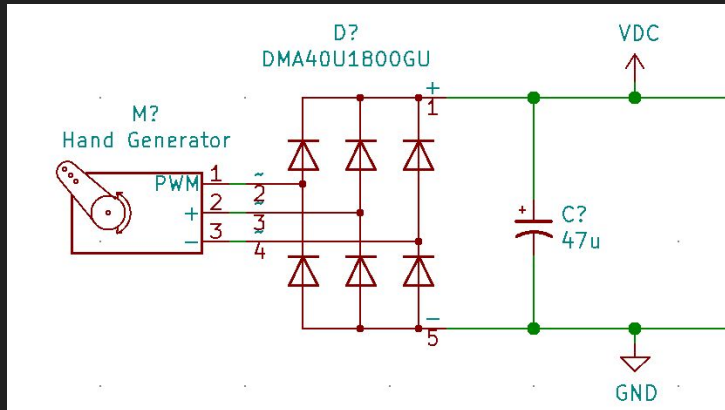 D?
DMA40U1800GU
VDC
M?
Hand Generator
+
1
PWM
1
~
2
+
2
~
3
-
3
~
4
+
C?
47u
-
5
GND